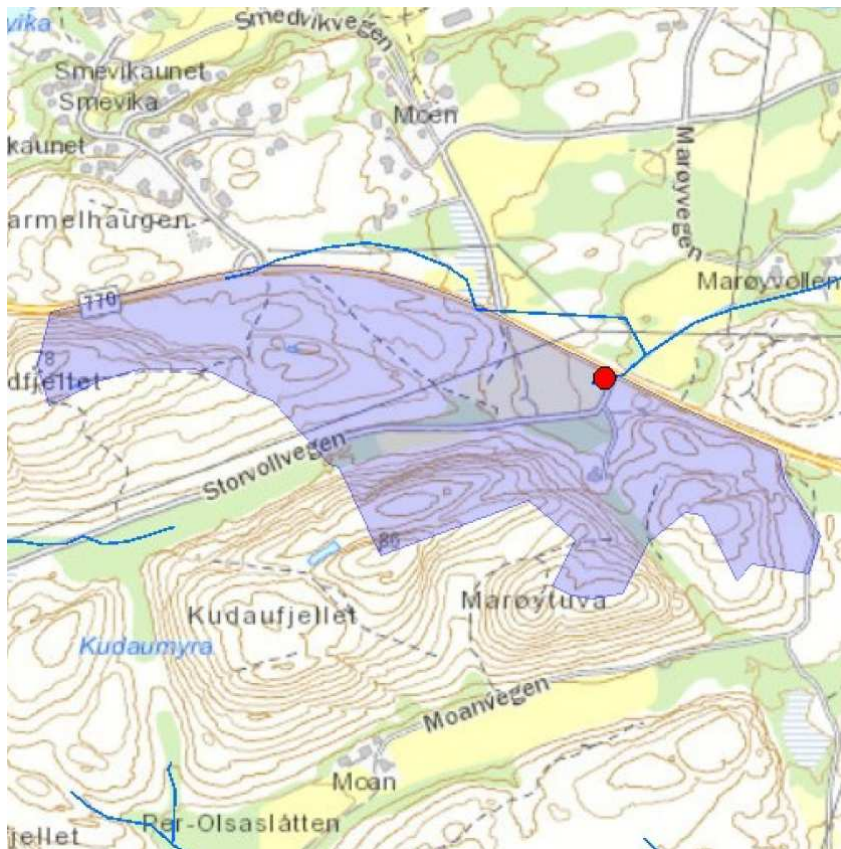 vika
Smedvikvegen
Smevikaunet
Smevika
Moen
kaunet
Marøyvegen
armelhaugen
Marøyvollen
110
78
dfjellet
Storvollvegen
86
Kudaufjellet
Marøytuva
Kudaumyra
Moanvegen
Moan
Per-Olsaslåtten
jellet